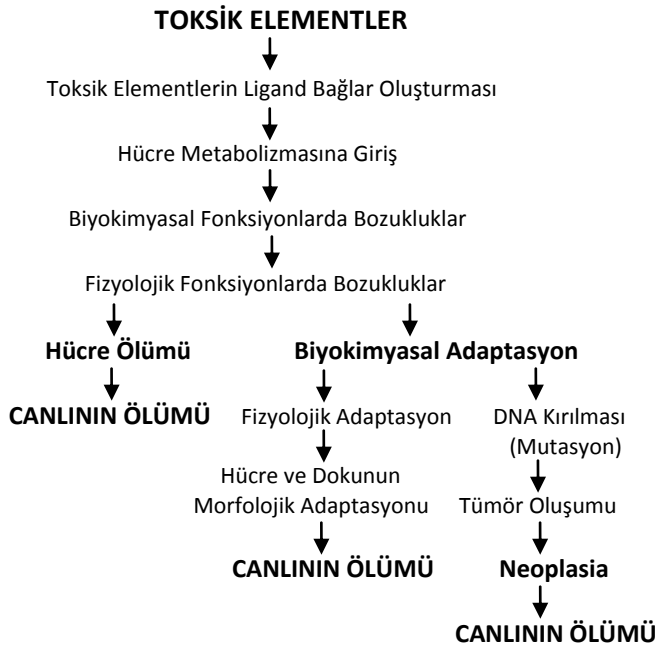 TOKSİK ELEMENTLER
Toksik Elementlerin Ligand Bağlar Oluşturması
Hücre Metabolizmasına Giriş
Biyokimyasal Fonksiyonlarda Bozukluklar
Fizyolojik Fonksiyonlarda Bozukluklar
Hücre Ölümü
Biyokimyasal Adaptasyon
CANLININ ÖLÜMÜ
Fizyolojik Adaptasyon
DNA Kırılması
(Mutasyon)
Hücre ve Dokunun
Morfolojik Adaptasyonu
Tümör Oluşumu
CANLININ ÖLÜMÜ
Neoplasia
CANLININ ÖLÜMÜ